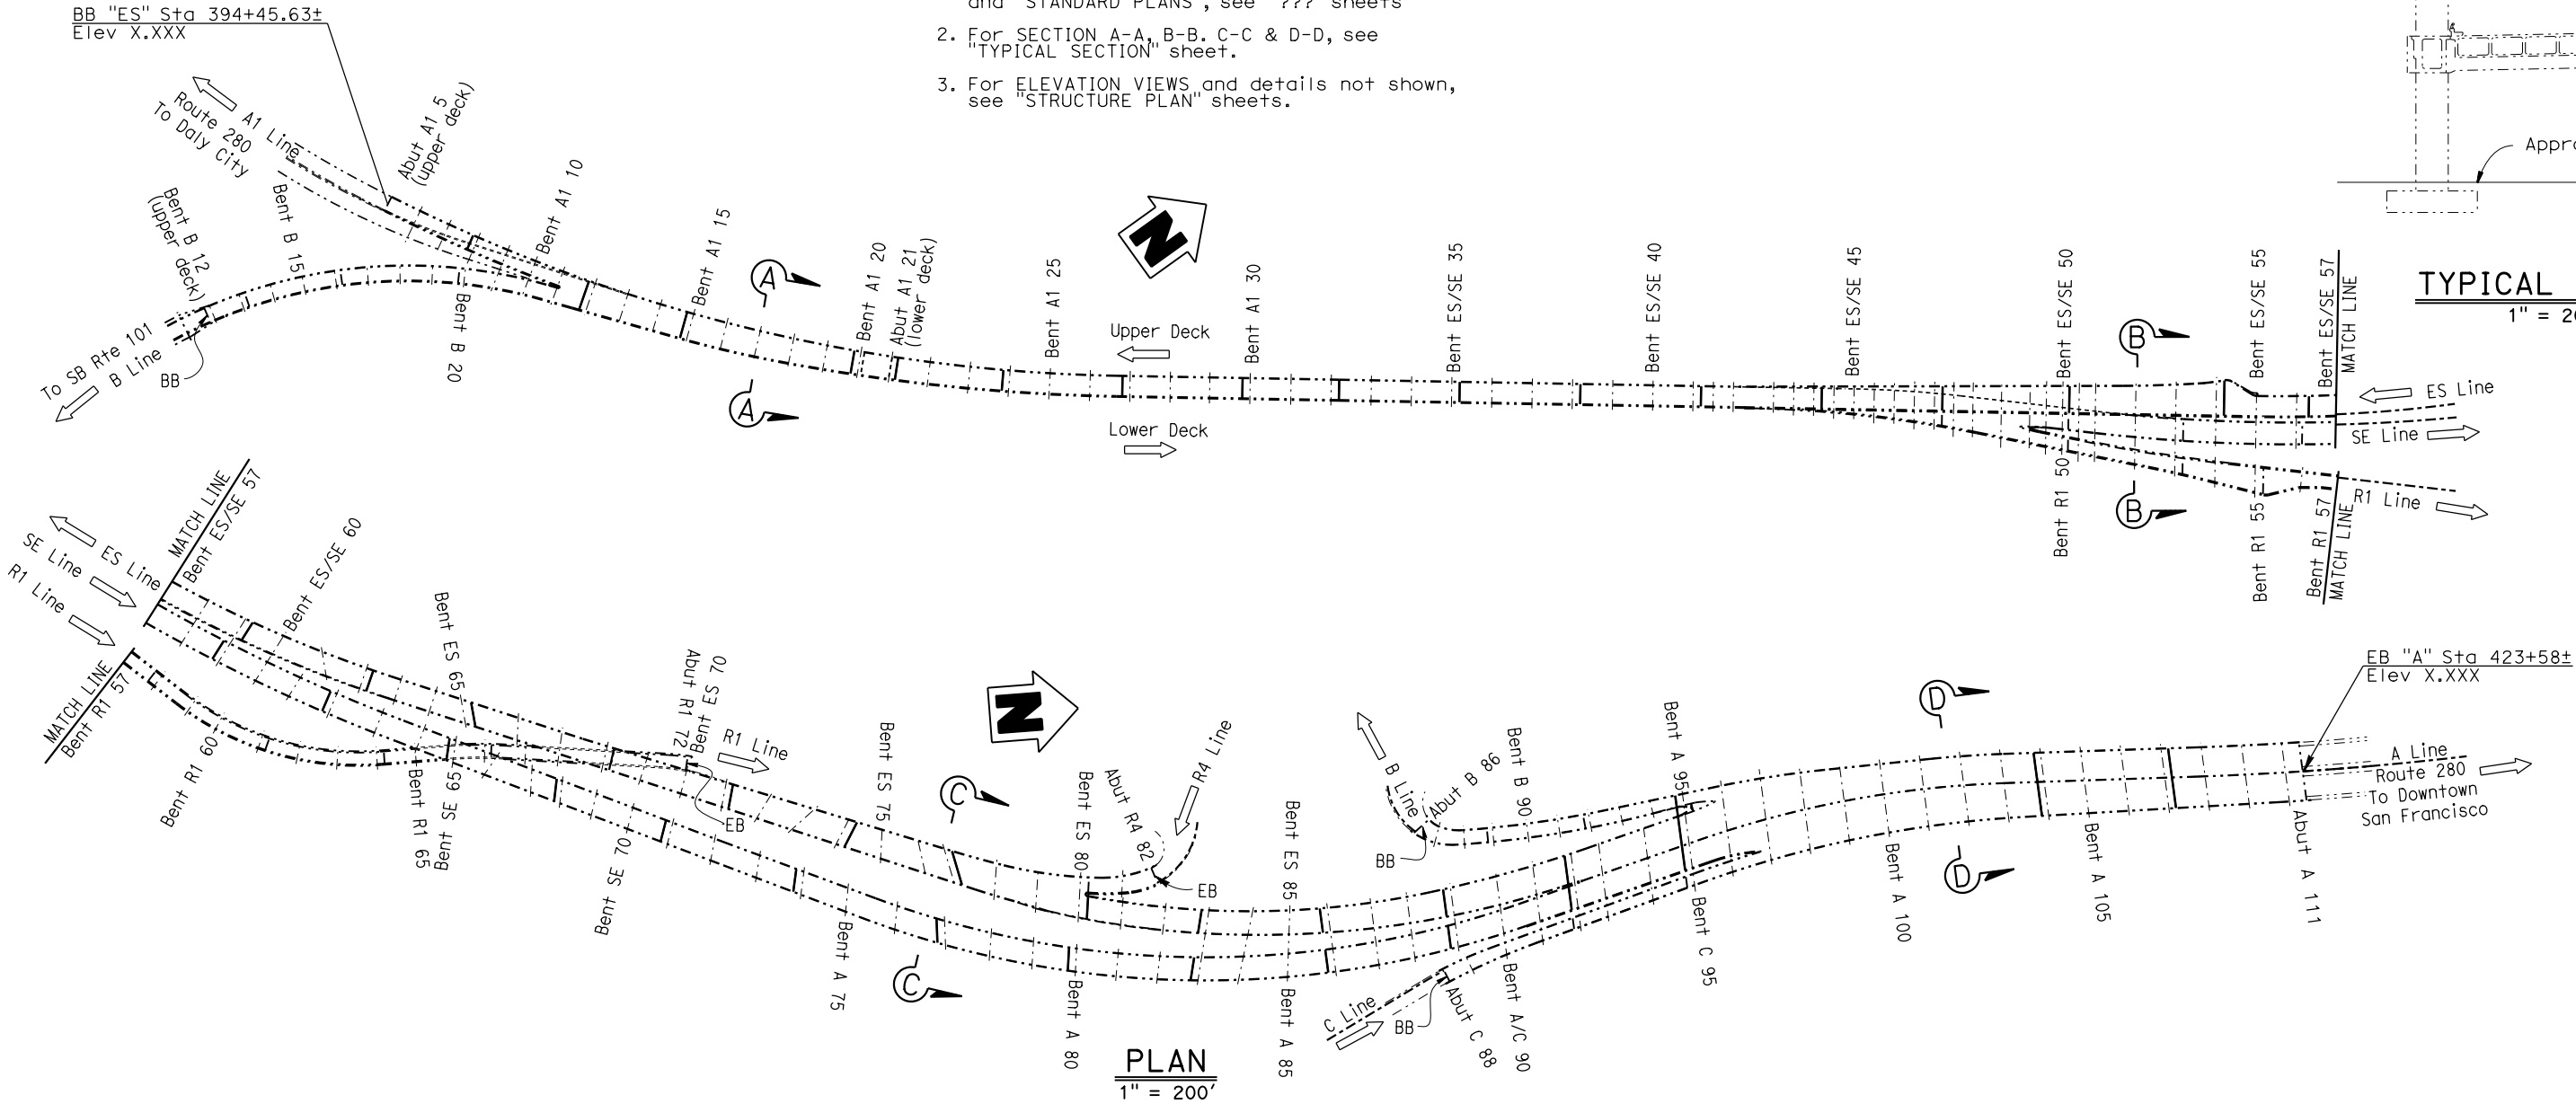 BB "ES" Sta 394+45.63±
Elev X.XXX
and "STANDARD PLANS", see "???" sheets
2. For SECTION A-A, B-B. C-C & D-D, see
"TYPICAL SECTION" sheet.
3. For ELEVATION VIEWS and details not shown,
see "STRUCTURE PLAN" sheets.
A1 Line
Route 280
To Daly City
Abut A1 5
(upper deck)
Bent B 12
(upper deck)
Bent B 15
Bent A1 10
Bent B 20
To SB Rte 101
B Line
BB
Bent A1 15
A
A
Bent A1 20
Abut A1 21
(lower deck)
Bent A1 25
N
Upper Deck
Lower Deck
Bent A1 30
Bent ES/SE 35
Bent ES/SE 40
Bent ES/SE 45
Bent ES/SE 50
B
B
Bent ES/SE 55
Bent ES/SE 57
MATCH LINE
ES Line
SE Line
R1 Line
Bent R1 50
Bent R1 55
Bent R1 57
MATCH LINE
TYPICAL
Appro
MATCH LINE
Bent ES/SE 57
ES Line
SE Line
R1 Line
MATCH LINE
Bent R1 57
Bent ES/SE 60
Bent R1 60
Bent ES 65
Bent R1 65
Bent SE 65
Abut R1 72
Bent ES 70
R1 Line
EB
Bent SE 70
Bent ES 75
Bent A 75
N
C
C
Bent ES 80
Abut R4 82
R4 Line
EB
Bent A 80
Bent ES 85
Bent A 85
B Line
Abut B 86
BB
Bent B 90
C Line
BB
Abut C 88
Bent A/C 90
Bent A 95
Bent C 95
D
D
Bent A 100
Bent A 105
Abut A 111
EB "A" Sta 423+58±
Elev X.XXX
A Line
Route 280
To Downtown
San Francisco
PLAN
1" = 200'